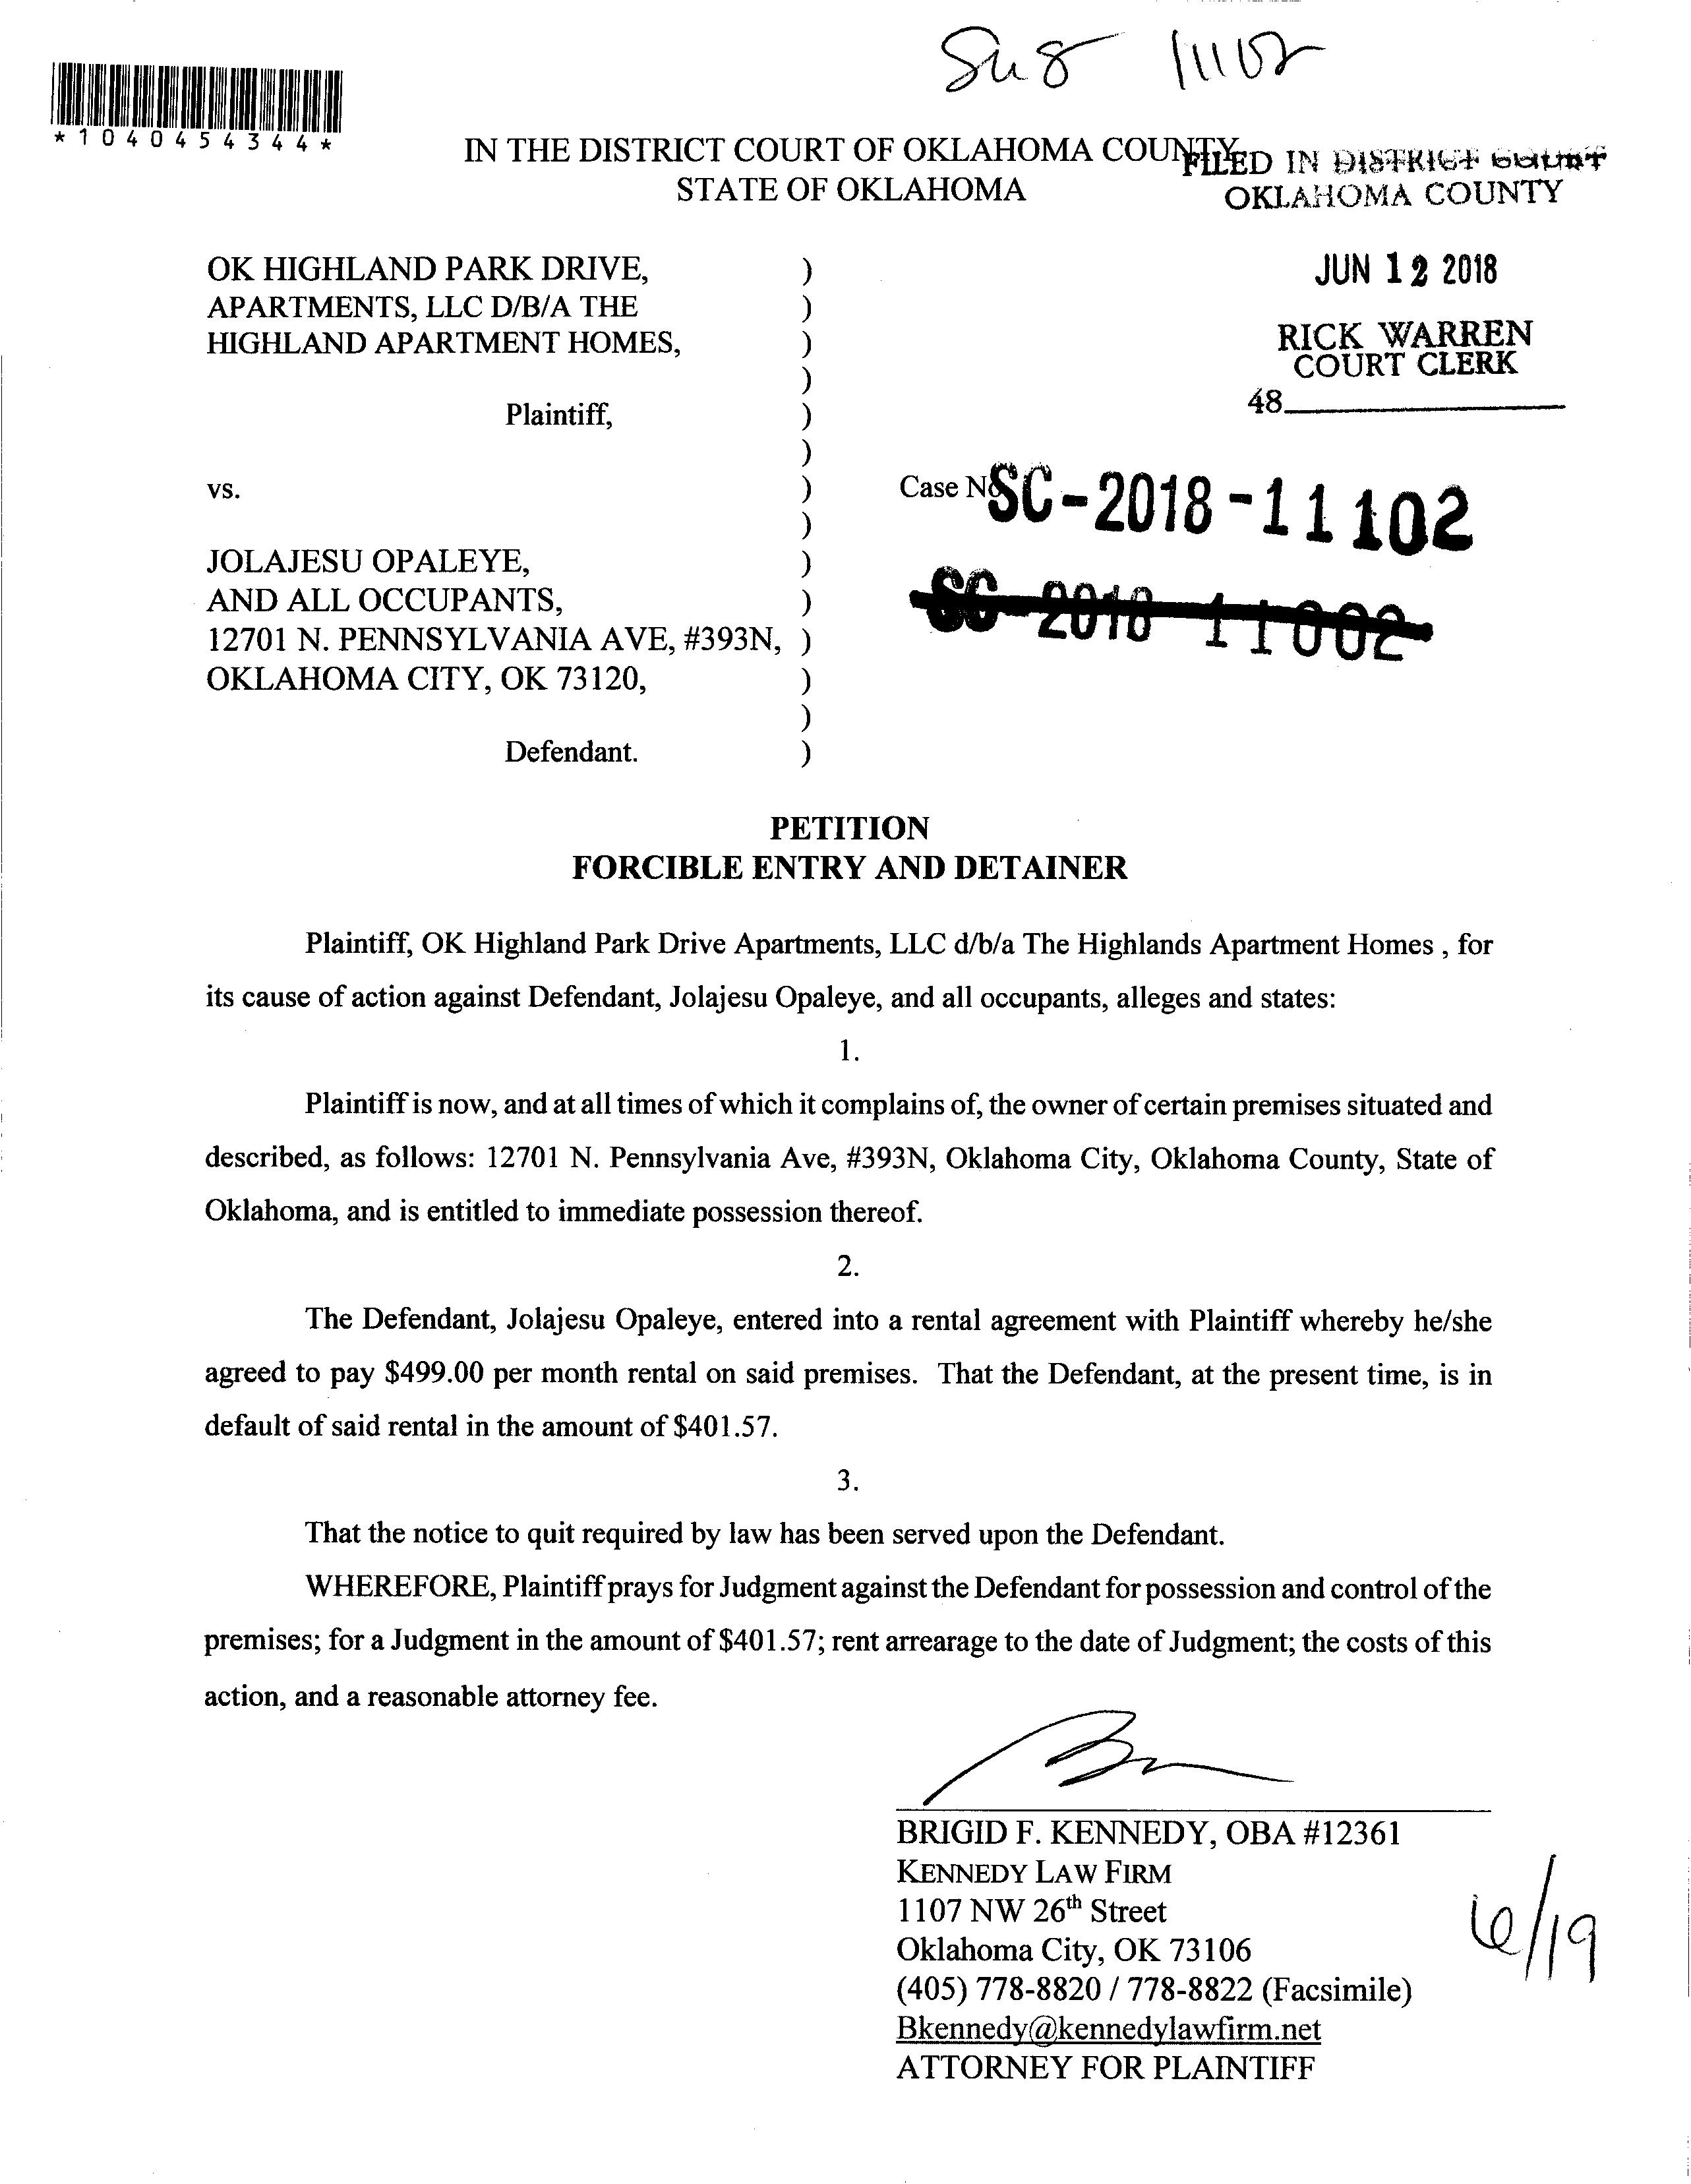 Su 8 11102
*1040454344*
IN THE DISTRICT COURT OF OKLAHOMA COUNTY
STATE OF OKLAHOMA
FILED IN DISTRICT COURT
OKLAHOMA COUNTY
JUN 12 2018
RICK WARREN
COURT CLERK
48
OK HIGHLAND PARK DRIVE, )
APARTMENTS, LLC D/B/A THE )
HIGHLAND APARTMENT HOMES, )
)
Plaintiff, )
)
vs. ) Case No SC-2018-11102
)
JOLAJESU OPALEYE, ) SC-2018 11002
AND ALL OCCUPANTS, )
12701 N. PENNSYLVANIA AVE, #393N, )
OKLAHOMA CITY, OK 73120, )
)
Defendant. )
PETITION
FORCIBLE ENTRY AND DETAINER
Plaintiff, OK Highland Park Drive Apartments, LLC d/b/a The Highlands Apartment Homes , for
its cause of action against Defendant, Jolajesu Opaleye, and all occupants, alleges and states:
1.
Plaintiff is now, and at all times of which it complains of, the owner of certain premises situated and
described, as follows: 12701 N. Pennsylvania Ave, #393N, Oklahoma City, Oklahoma County, State of
Oklahoma, and is entitled to immediate possession thereof.
2.
The Defendant, Jolajesu Opaleye, entered into a rental agreement with Plaintiff whereby he/she
agreed to pay $499.00 per month rental on said premises. That the Defendant, at the present time, is in
default of said rental in the amount of $401.57.
3.
That the notice to quit required by law has been served upon the Defendant.
WHEREFORE, Plaintiff prays for Judgment against the Defendant for possession and control of the
premises; for a Judgment in the amount of $401.57; rent arrearage to the date of Judgment; the costs of this
action, and a reasonable attorney fee.
BRIGID F. KENNEDY, OBA #12361
KENNEDY LAW FIRM
1107 NW 26th Street
Oklahoma City, OK 73106
(405) 778-8820 / 778-8822 (Facsimile)
Bkennedy@kennedylawfirm.net
ATTORNEY FOR PLAINTIFF
6/19